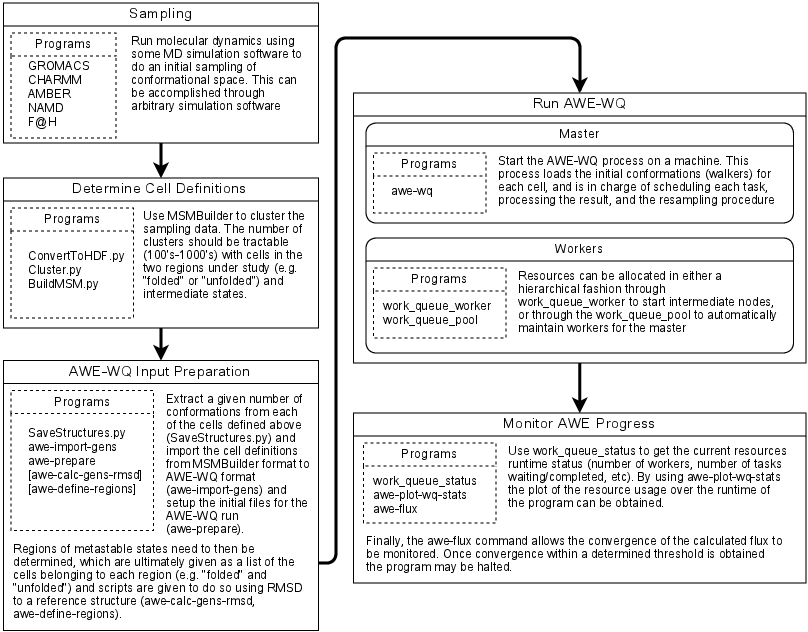 Sampling
Programs
GROMACS
CHARMM
AMBER
NAMD
F@H
Run molecular dynamics using
some MD simulation software to
do an initial sampling of
conformational space. This can
be accomplished through
arbitrary simulation software
Determine Cell Definitions
Programs
ConvertToHDF.py
Cluster.py
BuildMSM.py
Use MSMBuilder to cluster the
sampling data. The number of
clusters should be tractable
(100's-1000's) with cells in the
two regions under study (e.g.
"folded" or "unfolded") and
intermediate states.
AWE-WQ Input Preparation
Programs
SaveStructures.py
awe-import-gens
awe-prepare
[awe-calc-gens-rmsd]
[awe-define-regions]
Extract a given number of
conformations from each
of the cells defined above
(SaveStructures.py) and
import the cell definitions
from MSMBuilder format to
AWE-WQ format
(awe-import-gens) and
setup the initial files for the
AWE-WQ run
(awe-prepare).
Regions of metastable states need to then be
determined, which are ultimately given as a list of the
cells belonging to each region (e.g. "folded" and
"unfolded") and scripts are given to do so using RMSD
to a reference structure (awe-calc-gens-rmsd,
awe-define-regions).
Run AWE-WQ
Master
Programs
awe-wq
Start the AWE-WQ process on a machine. This
process loads the initial conformations (walkers) for
each cell, and is in charge of scheduling each task,
processing the result, and the resampling procedure
Workers
Programs
work_queue_worker
work_queue_pool
Resources can be allocated in either a
hierarchical fashion through
work_queue_worker to start intermediate nodes,
or through the work_queue_pool to automatically
maintain workers for the master
Monitor AWE Progress
Programs
work_queue_status
awe-plot-wq-stats
awe-flux
Use work_queue_status to get the current resources
runtime status (number of workers, number of tasks
waiting/completed, etc). By using awe-plot-wq-stats
the plot of the resource usage over the runtime of
the program can be obtained.
Finally, the awe-flux command allows the convergence of the calculated flux to
be monitored. Once convergence within a determined threshold is obtained
the program may be halted.